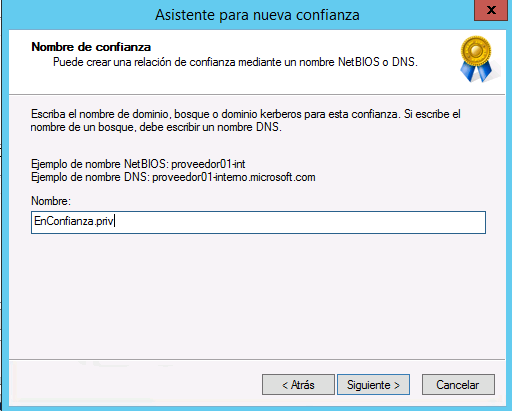 Asistente para nueva confianza
x
Nombre de confianza
Puede crear una relación de confianza mediante un nombre NetBIOS o DNS.
Escriba el nombre de dominio, bosque o dominio kerberos para esta confianza. Si escribe el
nombre de un bosque, debe escribir un nombre DNS.
Ejemplo de nombre NetBIOS: proveedor01-int
Ejemplo de nombre DNS: proveedor01-interno.microsoft.com
Nombre:
EnConfianza.priv
< Atrás Siguiente > Cancelar